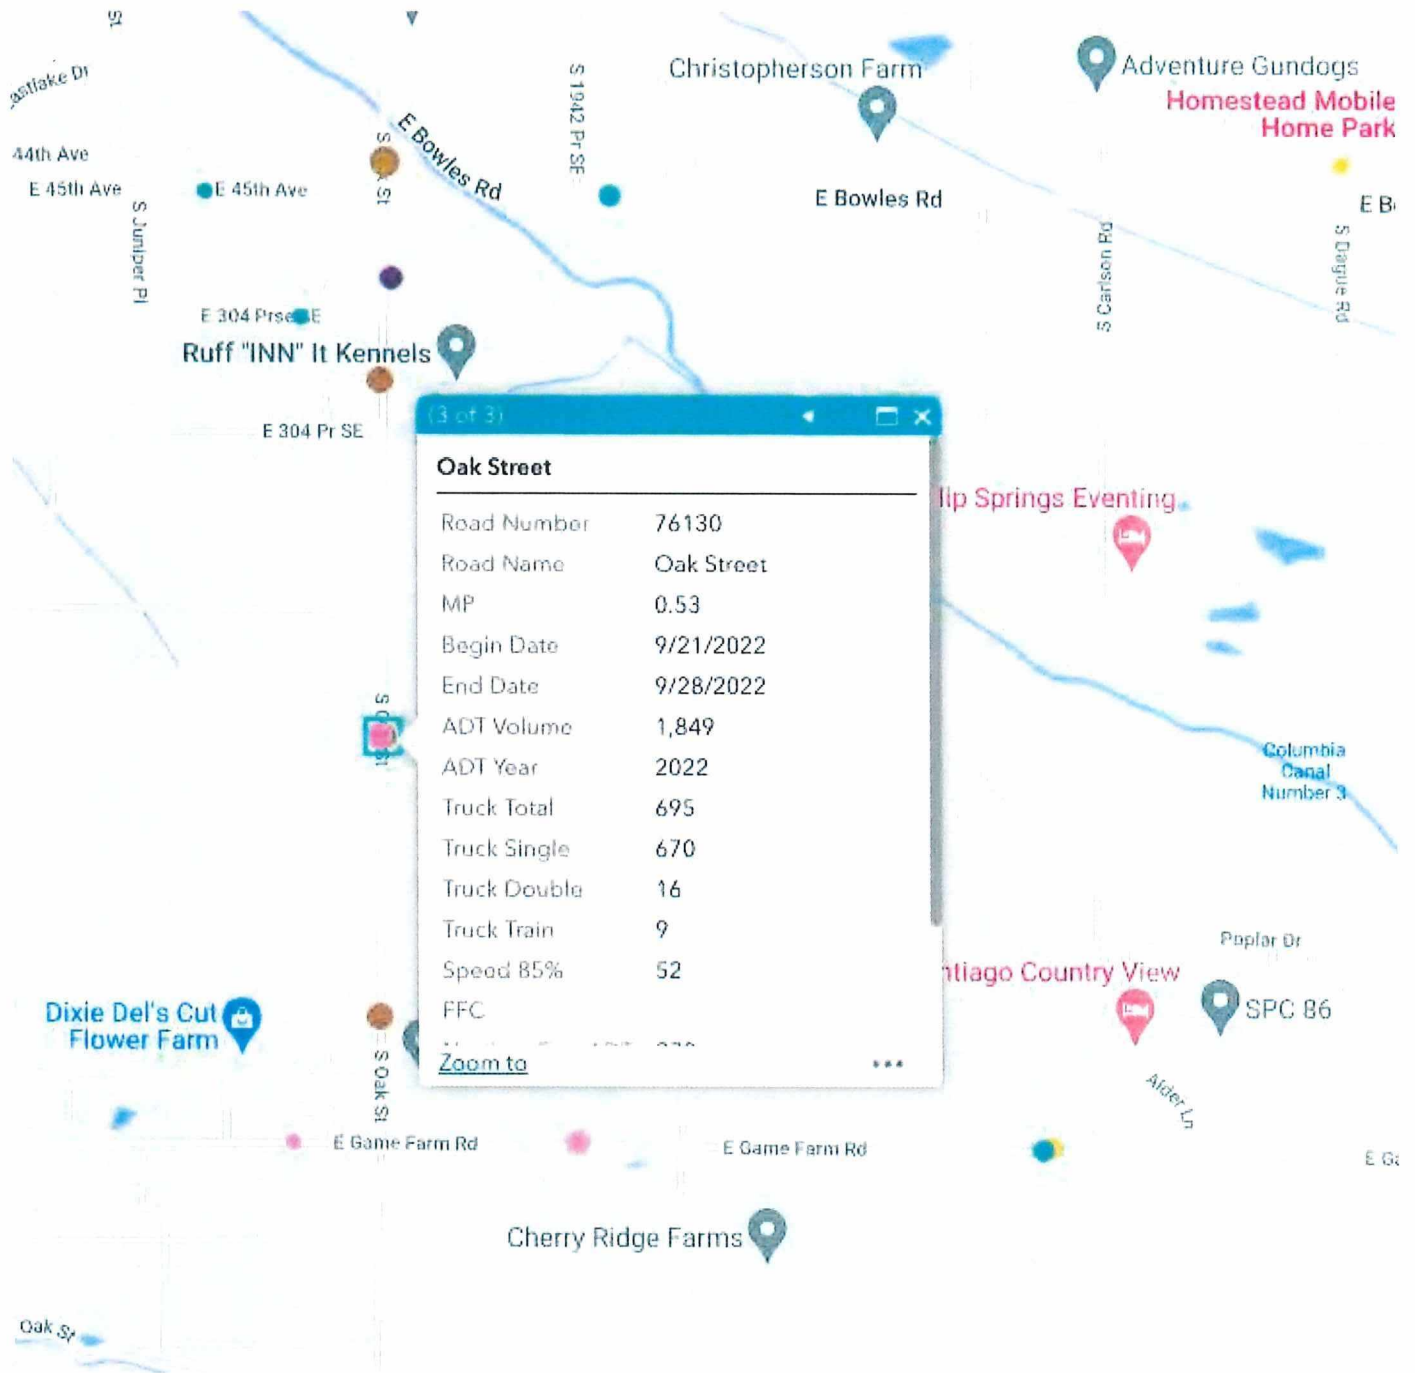 St
astlake Dr
44th Ave
E 45th Ave
E 45th Ave
S Juniper Pl
S
St
E Bowles Rd
S 1942 Pr SE
Christopherson Farm
Adventure Gundogs
Homestead Mobile
Home Park
E Bowles Rd
E B
S Carlson Rd
S Dague Rd
E 304 Prse SE
Ruff "INN" It Kennels
E 304 Pr SE
(3 of 3)
Oak Street
Road Number 76130
Road Name Oak Street
MP 0.53
Begin Date 9/21/2022
End Date 9/28/2022
ADT Volume 1,849
ADT Year 2022
Truck Total 695
Truck Single 670
Truck Double 16
Truck Train 9
Speed 85% 52
FFC
Zoom to
lip Springs Eventing
S
St
Columbia
Canal
Number 3
Poplar Dr
ntiago Country View
SPC 86
Alder Ln
Dixie Del's Cut
Flower Farm
S Oak St
E Game Farm Rd
E Game Farm Rd
E Ga
Cherry Ridge Farms
Oak St